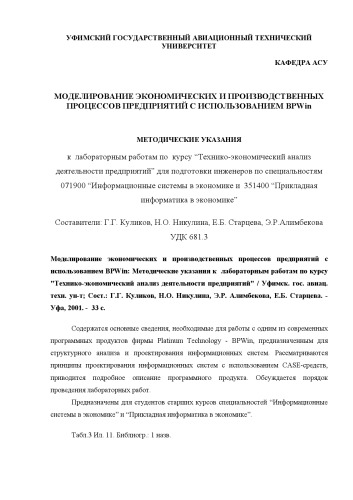 УФИМСКИЙ ГОСУДАРСТВЕННЫЙ АВИАЦИОННЫЙ ТЕХНИЧЕСКИЙ
УНИВЕРСИТЕТ
КАФЕДРА АСУ
МОДЕЛИРОВАНИЕ ЭКОНОМИЧЕСКИХ И ПРОИЗВОДСТВЕННЫХ
ПРОЦЕССОВ ПРЕДПРИЯТИЙ С ИСПОЛЬЗОВАНИЕМ BPWin
МЕТОДИЧЕСКИЕ УКАЗАНИЯ
к лабораторным работам по курсу "Технико-экономический анализ
деятельности предприятий" для подготовки инженеров по специальностям
071900 "Информационные системы в экономике и 351400 "Прикладная
информатика в экономике"
Составители: Г.Г. Куликов, Н.О. Никулина, Е.Б. Старцева, Э.Р.Алимбекова
УДК 681.3
Моделирование экономических и производственных процессов предприятий с
использованием BPWin: Методические указания к лабораторным работам по курсу
"Технико-экономический анализ деятельности предприятий" / Уфимск. гос. авиац.
техн. ун-т; Сост.: Г.Г. Куликов, Н.О. Никулина, Э.Р. Алимбекова, Е.Б. Старцева. -
Уфа, 2001. - 33 с.
Содержатся основные сведения, необходимые для работы с одним из современных
программных продуктов фирмы Platinum Technology - BPWin, предназначенным для
структурного анализа и проектирования информационных систем. Рассматриваются
принципы проектирования информационных систем с использованием CASE-средств,
приводится подробное описание программного продукта. Обсуждается порядок
проведения лабораторных работ.
Предназначены для студентов старших курсов специальностей "Информационные
системы в экономике" и "Прикладная информатика в экономике".
Табл.3 Ил. 11. Библиогр.: 1 назв.